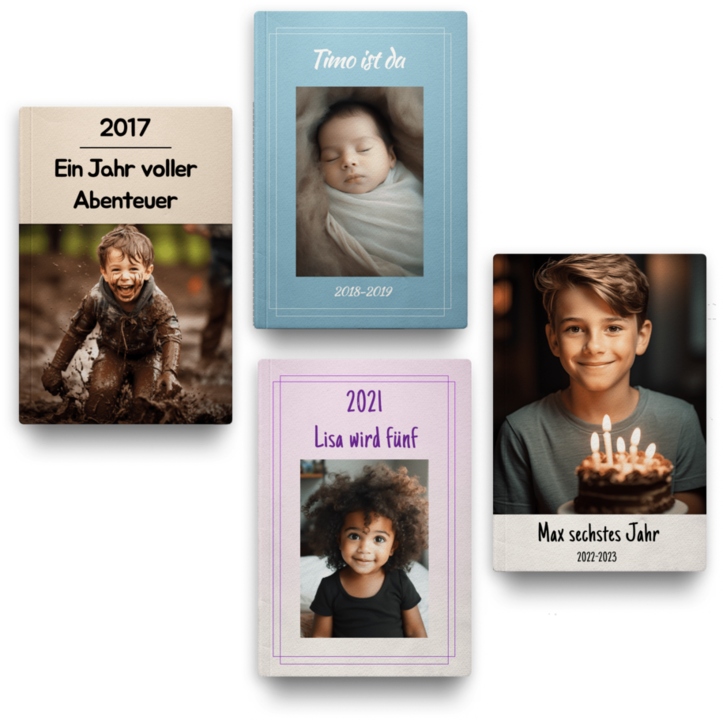 2017
Ein Jahr voller
Abenteuer
Timo ist da
2018-2019
2021
Lisa wird fünf
Max sechstes Jahr
2022-2023